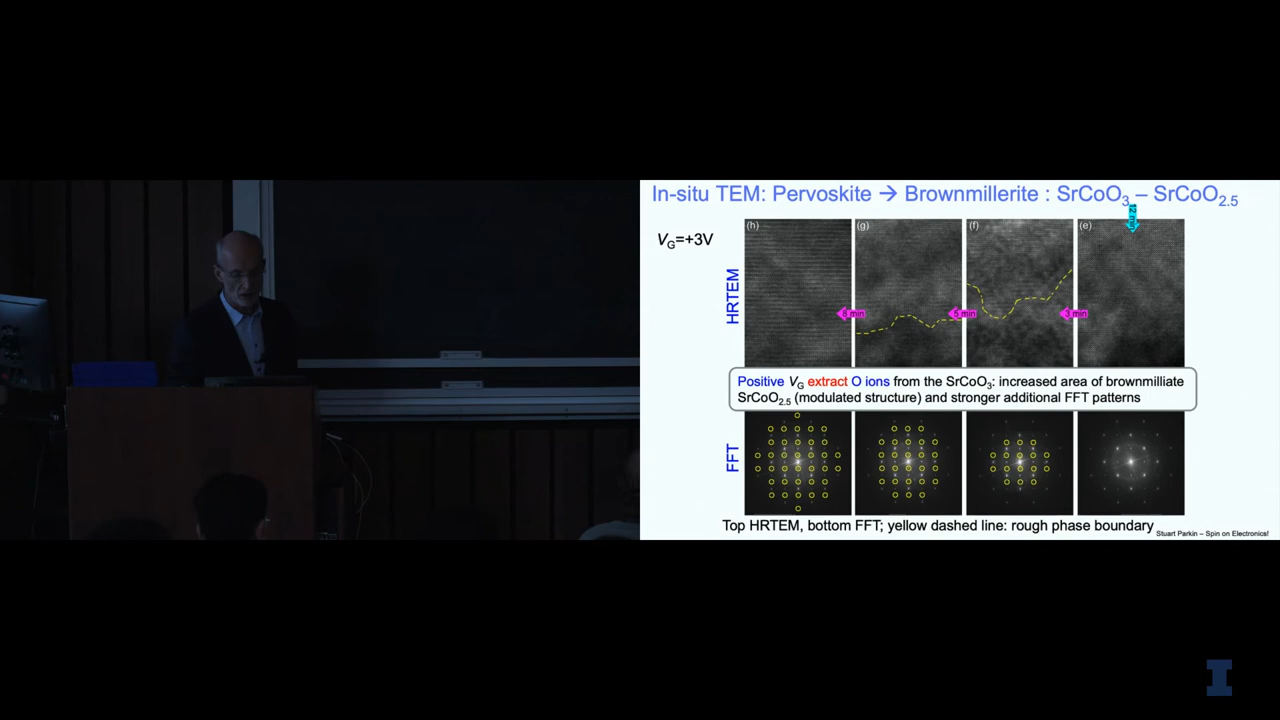 In-situ TEM: Pervoskite → Brownmillerite : SrCoO3 – SrCoO2.5
12 min
VG=+3V
HRTEM
(h)
(g)
(f)
(e)
8 min
5 min
3 min
Positive VG extract O ions from the SrCoO3: increased area of brownmilliate
SrCoO2.5 (modulated structure) and stronger additional FFT patterns
FFT
Top HRTEM, bottom FFT; yellow dashed line: rough phase boundary
Stuart Parkin – Spin on Electronics!
I